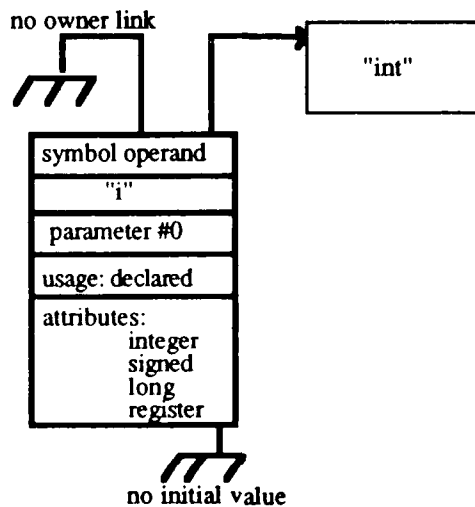 no owner link
"int"
symbol operand
"i"
parameter #0
usage: declared
attributes:
integer
signed
long
register
no initial value